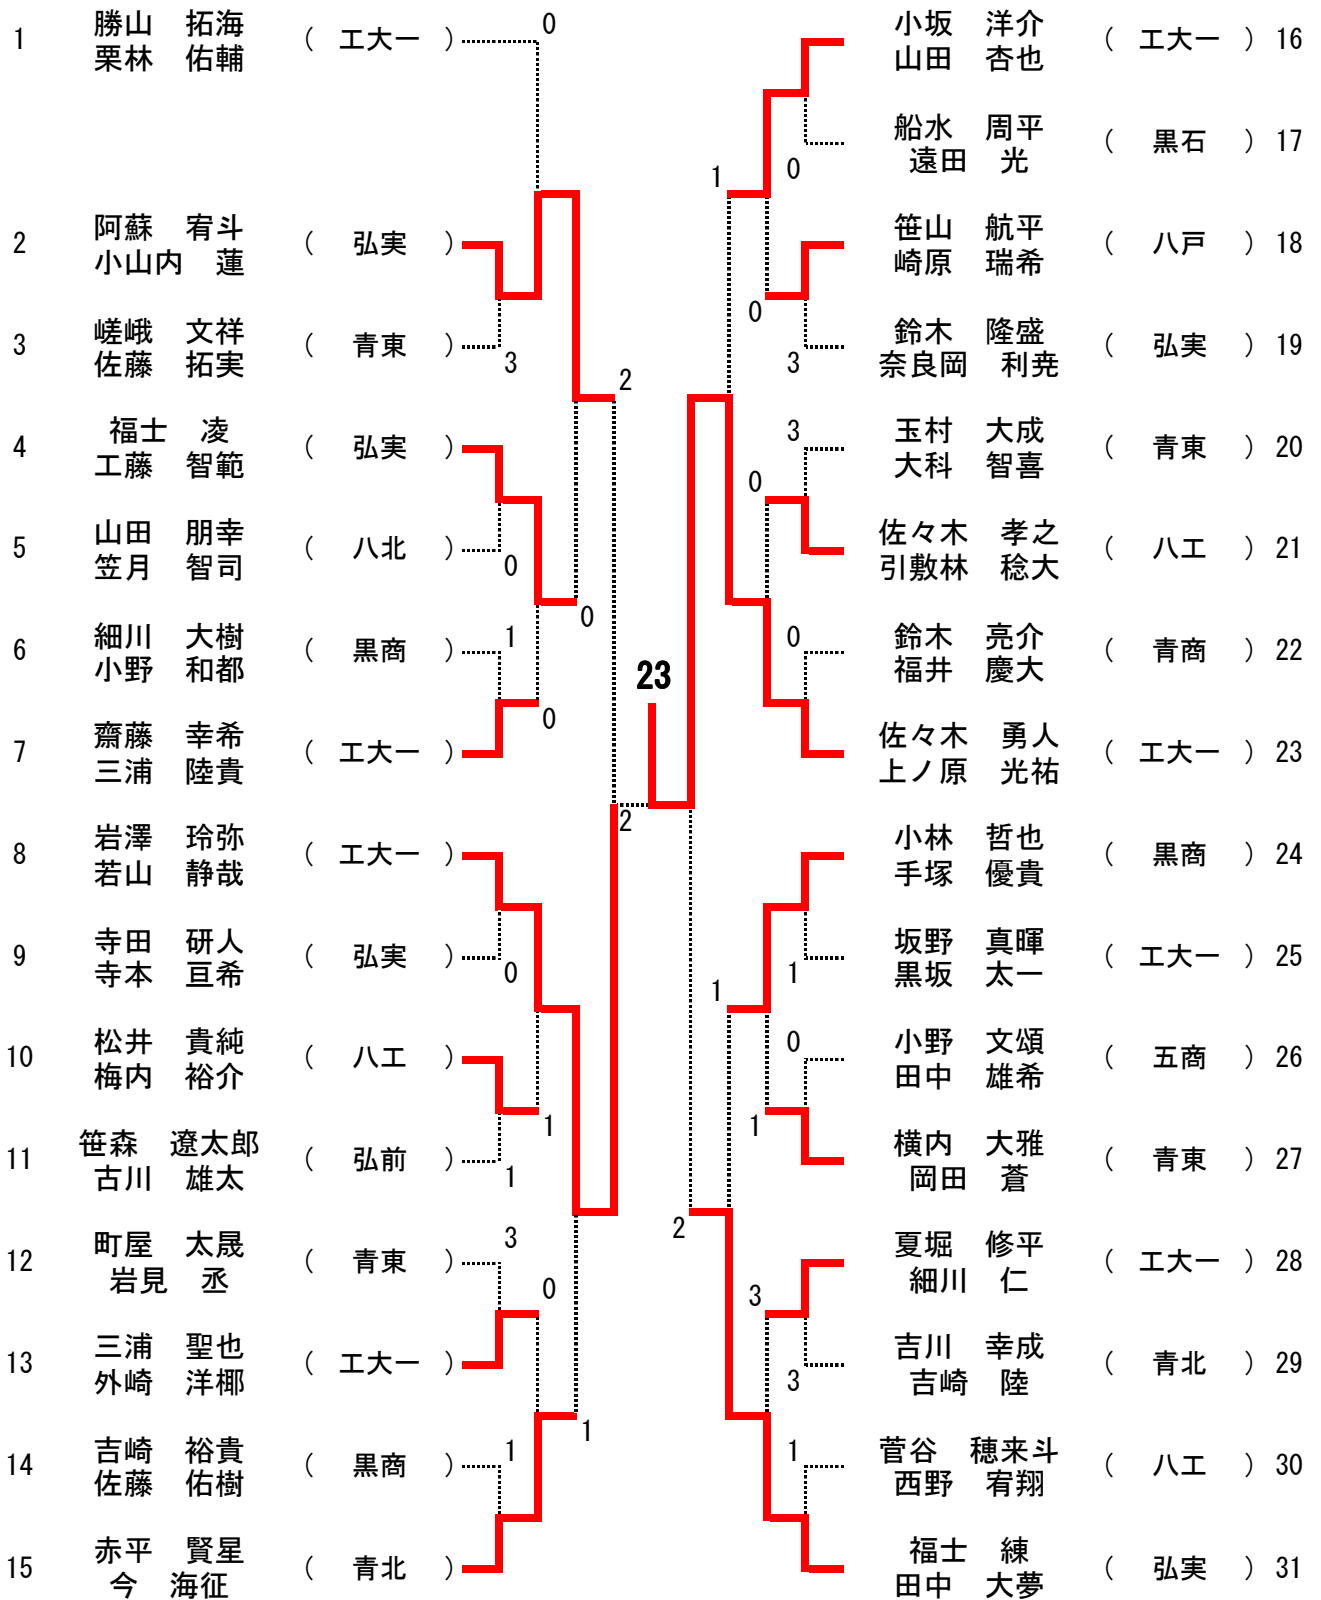 1 勝山 拓海 栗林 佑輔 ( 工大一 ) 0
2 阿蘇 宥斗 小山内 蓮 ( 弘実 )
3 嵯峨 文祥 佐藤 拓実 ( 青東 ) 3
2
4 福士 凌 工藤 智範 ( 弘実 )
5 山田 朋幸 笠月 智司 ( 八北 ) 0
0
6 細川 大樹 小野 和都 ( 黒商 ) 1
0
7 齋藤 幸希 三浦 陸貴 ( 工大一 )
23
2
8 岩澤 玲弥 若山 静哉 ( 工大一 )
9 寺田 研人 寺本 亘希 ( 弘実 ) 0
10 松井 貴純 梅内 裕介 ( 八工 )
1
11 笹森 遼太郎 古川 雄太 ( 弘前 ) 1
12 町屋 太晟 岩見 丞 ( 青東 ) 3
0
13 三浦 聖也 外崎 洋椰 ( 工大一 )
1
14 吉崎 裕貴 佐藤 佑樹 ( 黒商 ) 1
15 赤平 賢星 今 海征 ( 青北 )
小坂 洋介 山田 杏也 ( 工大一 ) 16
0 船水 周平 遠田 光 ( 黒石 ) 17
1
笹山 航平 崎原 瑞希 ( 八戸 ) 18
0
3 鈴木 隆盛 奈良岡 利尭 ( 弘実 ) 19
3 玉村 大成 大科 智喜 ( 青東 ) 20
0
佐々木 孝之 引敷林 稔大 ( 八工 ) 21
0 鈴木 亮介 福井 慶大 ( 青商 ) 22
佐々木 勇人 上ノ原 光祐 ( 工大一 ) 23
小林 哲也 手塚 優貴 ( 黒商 ) 24
1 坂野 真暉 黒坂 太一 ( 工大一 ) 25
1
0 小野 文頌 田中 雄希 ( 五商 ) 26
1
横内 大雅 岡田 蒼 ( 青東 ) 27
2
夏堀 修平 細川 仁 ( 工大一 ) 28
3
3 吉川 幸成 吉崎 陸 ( 青北 ) 29
1 菅谷 穂来斗 西野 宥翔 ( 八工 ) 30
福士 練 田中 大夢 ( 弘実 ) 31